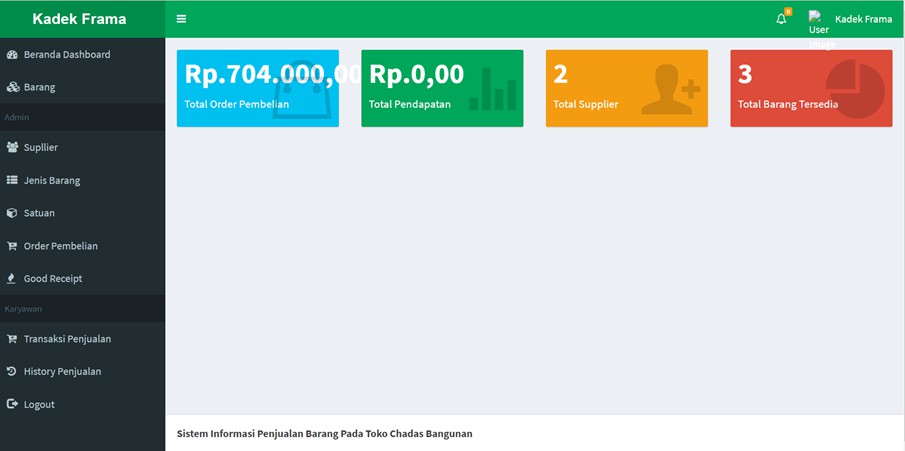 Kadek Frama
0
User
Image
Kadek Frama
Beranda Dashboard
Barang
Admin
Supllier
Jenis Barang
Satuan
Order Pembelian
Good Receipt
Karyawan
Transaksi Penjualan
History Penjualan
Logout
Rp.704.000,00
Total Order Pembelian
Rp.0,00
Total Pendapatan
2
Total Supplier
3
Total Barang Tersedia
Sistem Informasi Penjualan Barang Pada Toko Chadas Bangunan